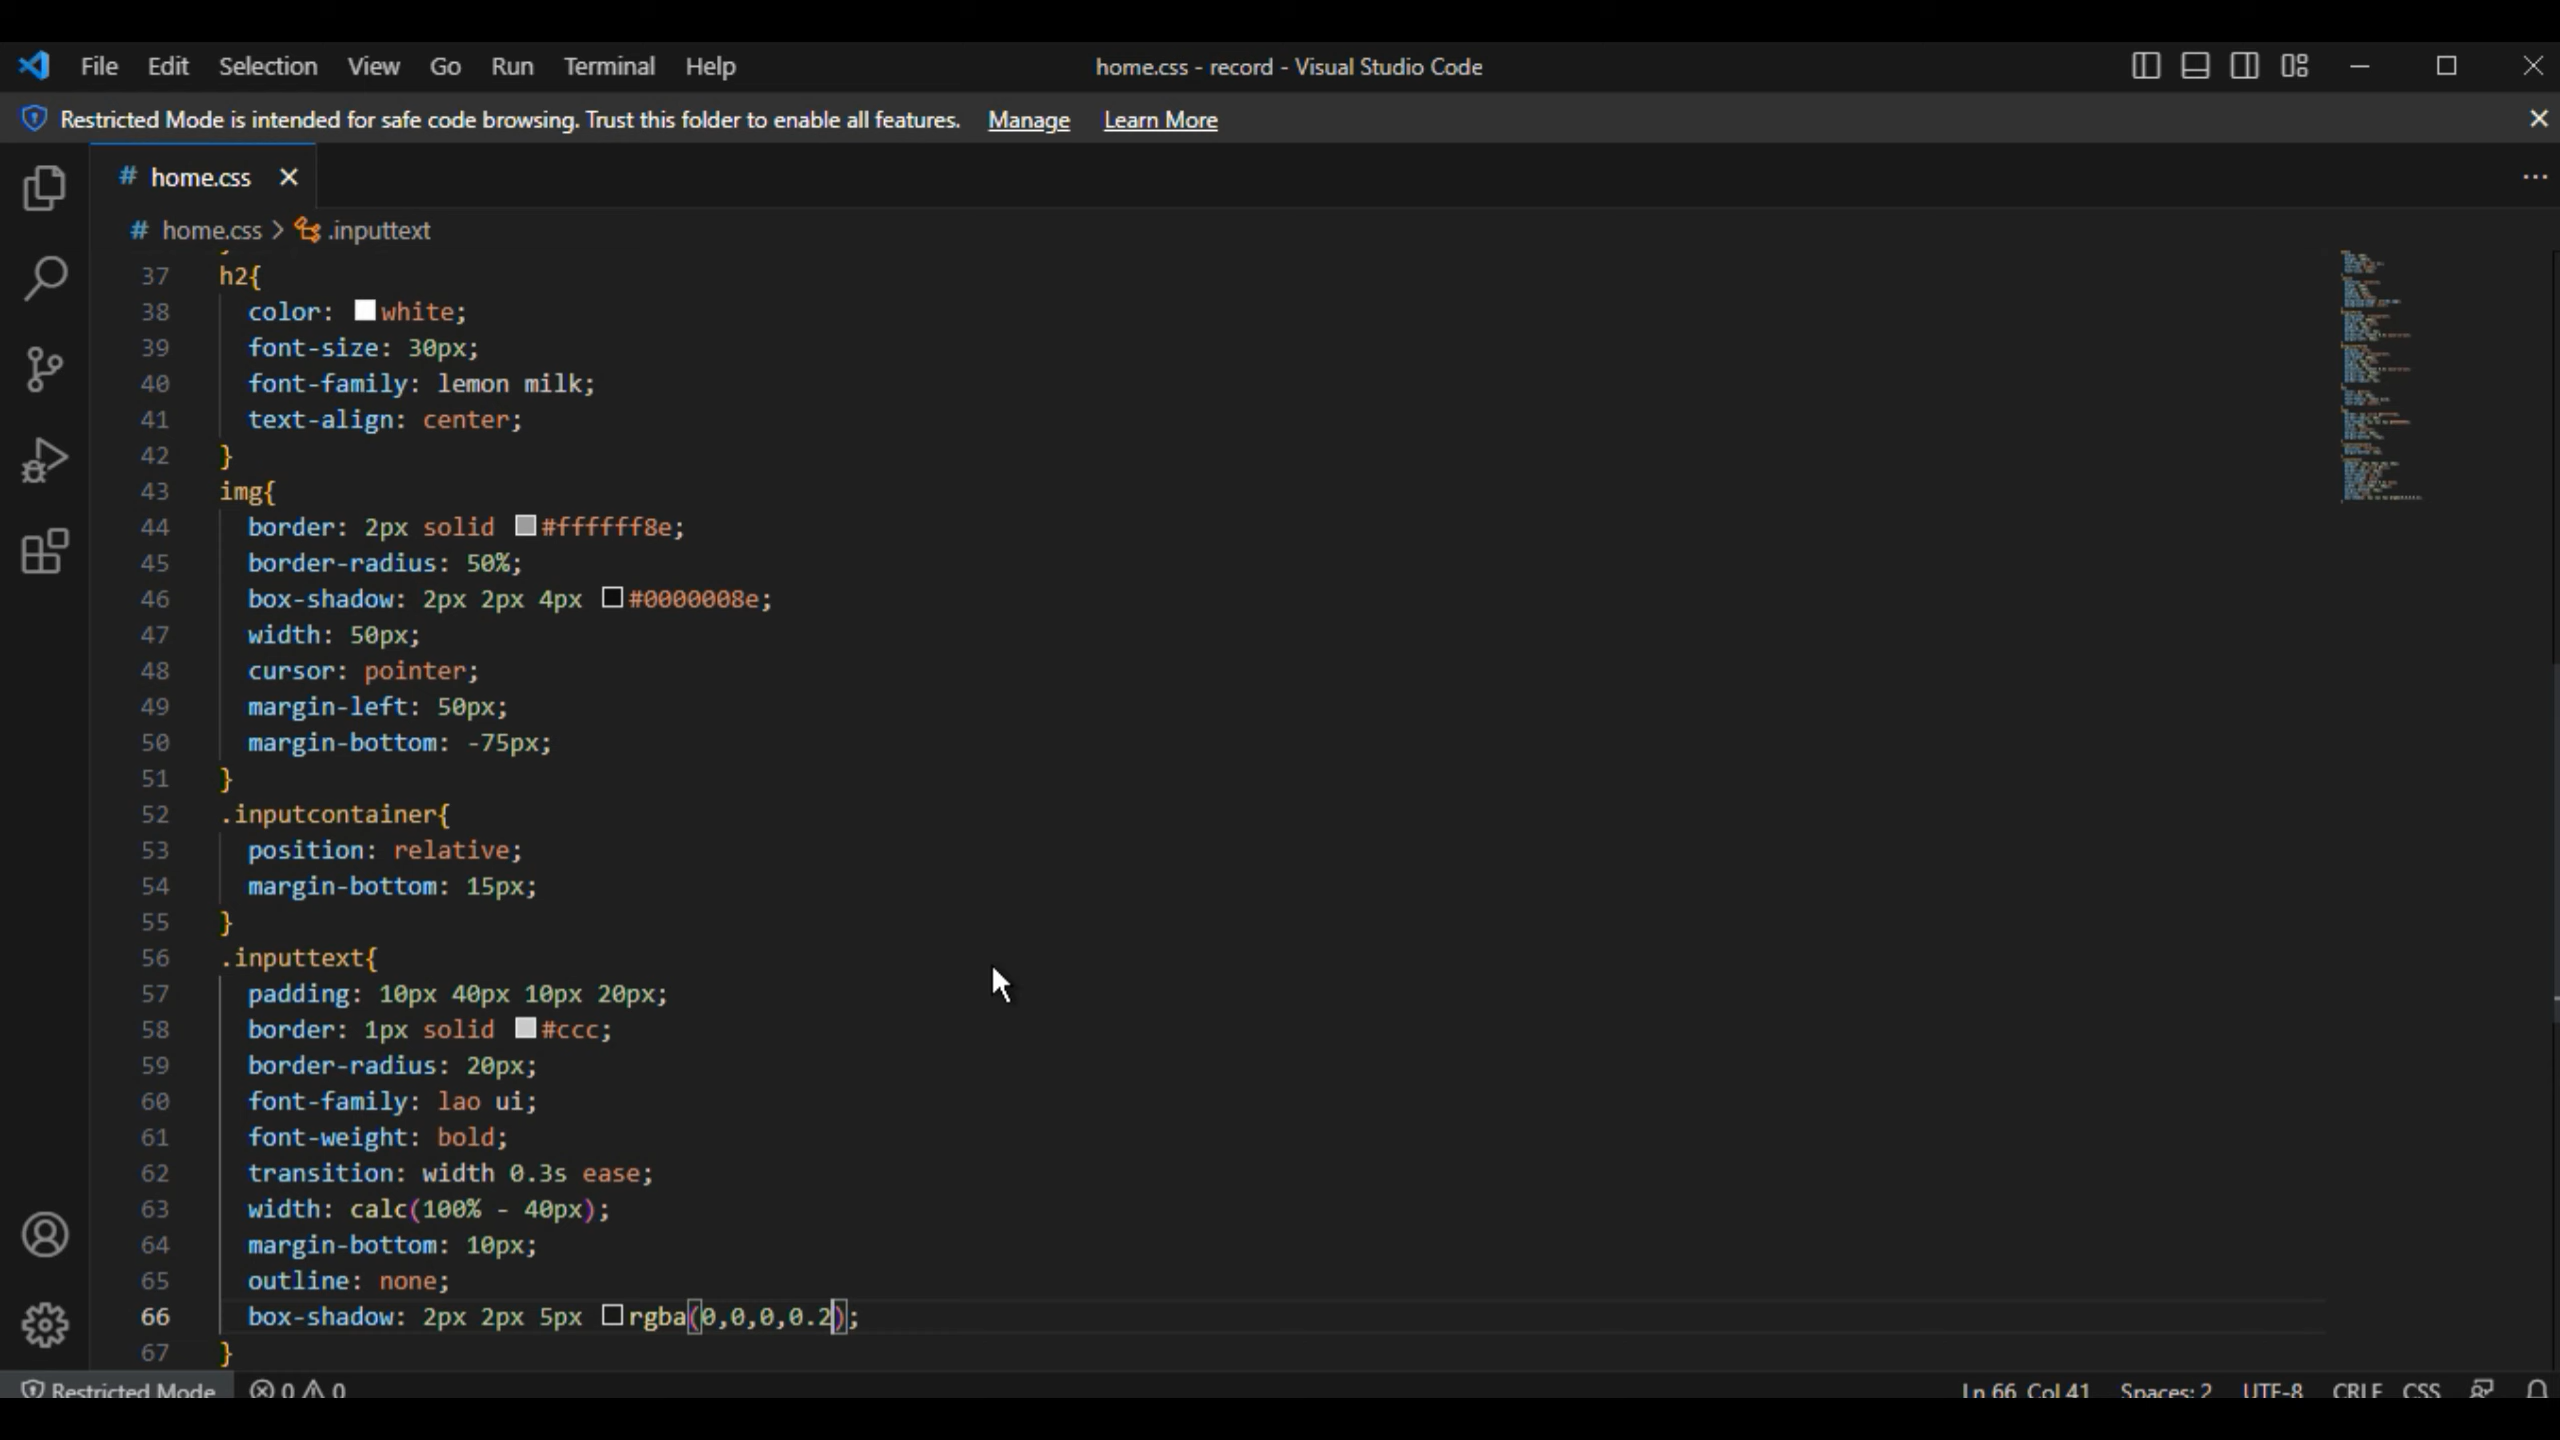 File Edit Selection View Go Run Terminal Help home.css - record - Visual Studio Code
Restricted Mode is intended for safe code browsing. Trust this folder to enable all features. Manage Learn More
# home.css
# home.css > .inputtext
37 h2{
38 color: white;
39 font-size: 30px;
40 font-family: lemon milk;
41 text-align: center;
42 }
43 img{
44 border: 2px solid #ffffff8e;
45 border-radius: 50%;
46 box-shadow: 2px 2px 4px #0000008e;
47 width: 50px;
48 cursor: pointer;
49 margin-left: 50px;
50 margin-bottom: -75px;
51 }
52 .inputcontainer{
53 position: relative;
54 margin-bottom: 15px;
55 }
56 .inputtext{
57 padding: 10px 40px 10px 20px;
58 border: 1px solid #ccc;
59 border-radius: 20px;
60 font-family: lao ui;
61 font-weight: bold;
62 transition: width 0.3s ease;
63 width: calc(100% - 40px);
64 margin-bottom: 10px;
65 outline: none;
66 box-shadow: 2px 2px 5px rgba(0,0,0,0.2);
67 }
Restricted Mode 0 0 Ln 66, Col 41 Spaces: 2 UTF-8 CRLF CSS